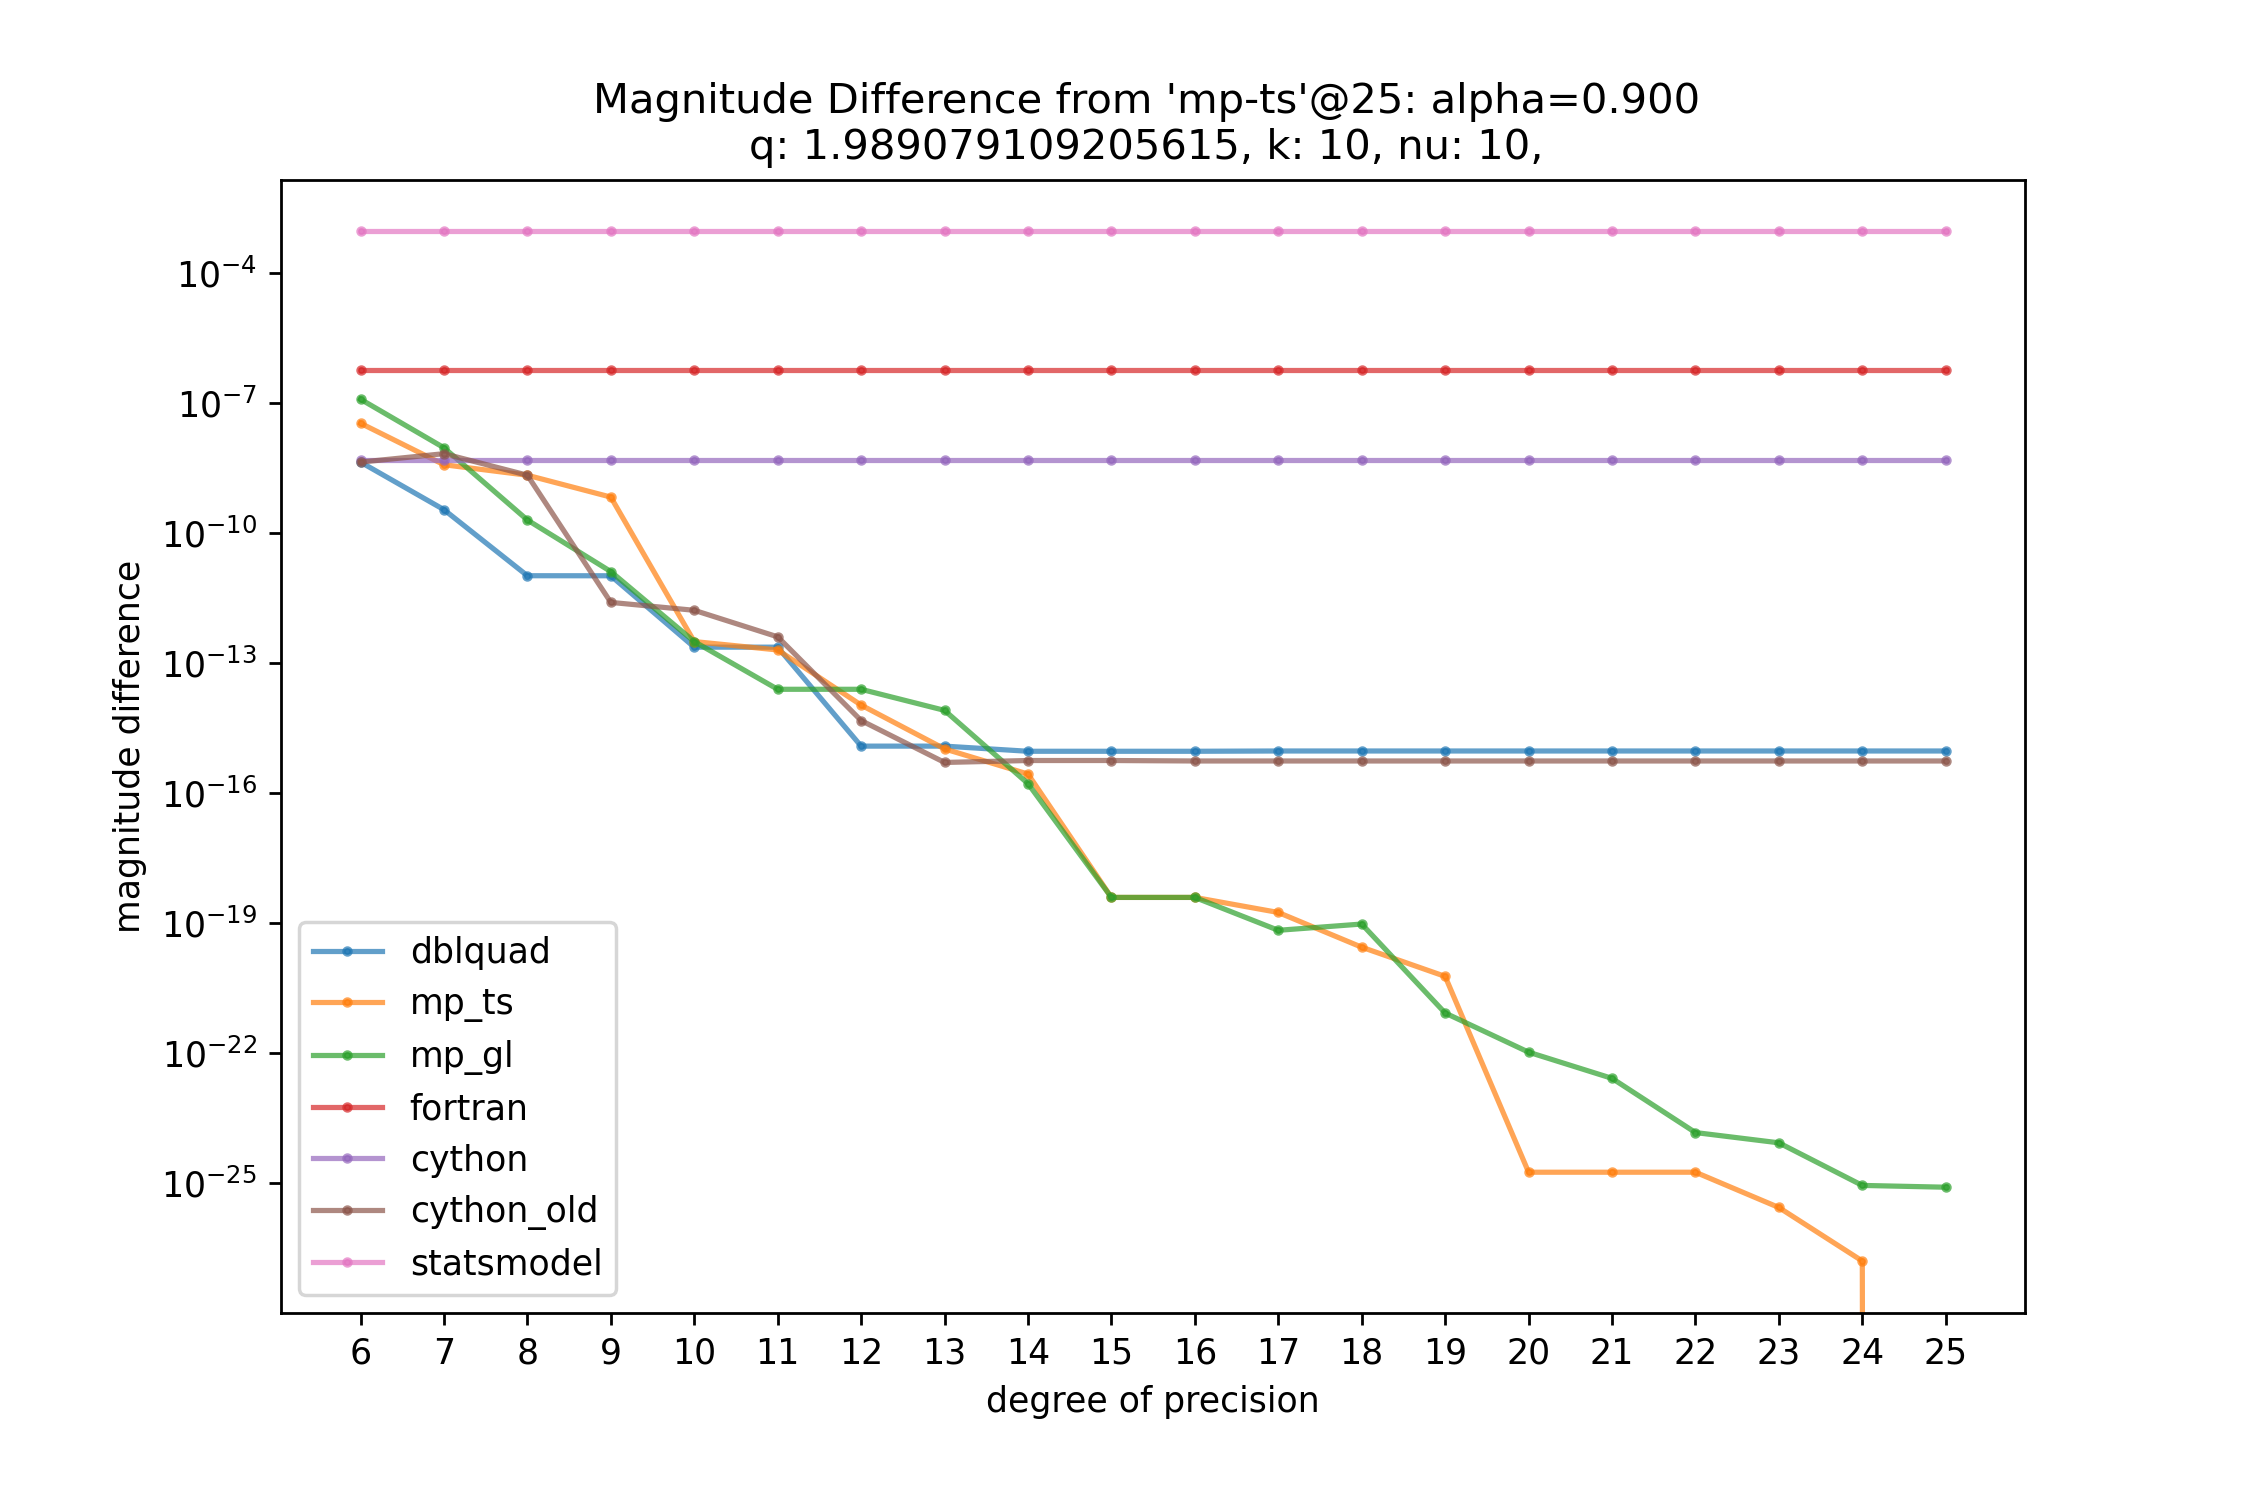 Magnitude Difference from 'mp-ts'@25: alpha=0.900
q: 1.989079109205615, k: 10, nu: 10,
magnitude difference
10⁻⁴
10⁻⁷
10⁻¹⁰
10⁻¹³
10⁻¹⁶
10⁻¹⁹
10⁻²²
10⁻²⁵
dblquad
mp_ts
mp_gl
fortran
cython
cython_old
statsmodel
6 7 8 9 10 11 12 13 14 15 16 17 18 19 20 21 22 23 24 25
degree of precision